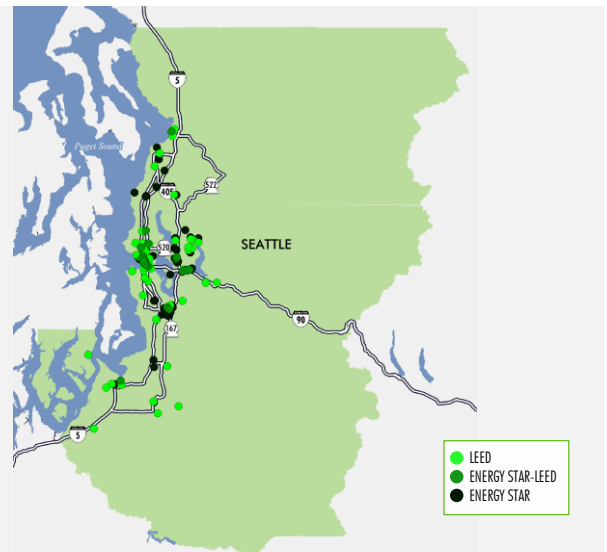 5
Puget Sound
522
405
520
SEATTLE
90
167
5
LEED
ENERGY STAR-LEED
ENERGY STAR